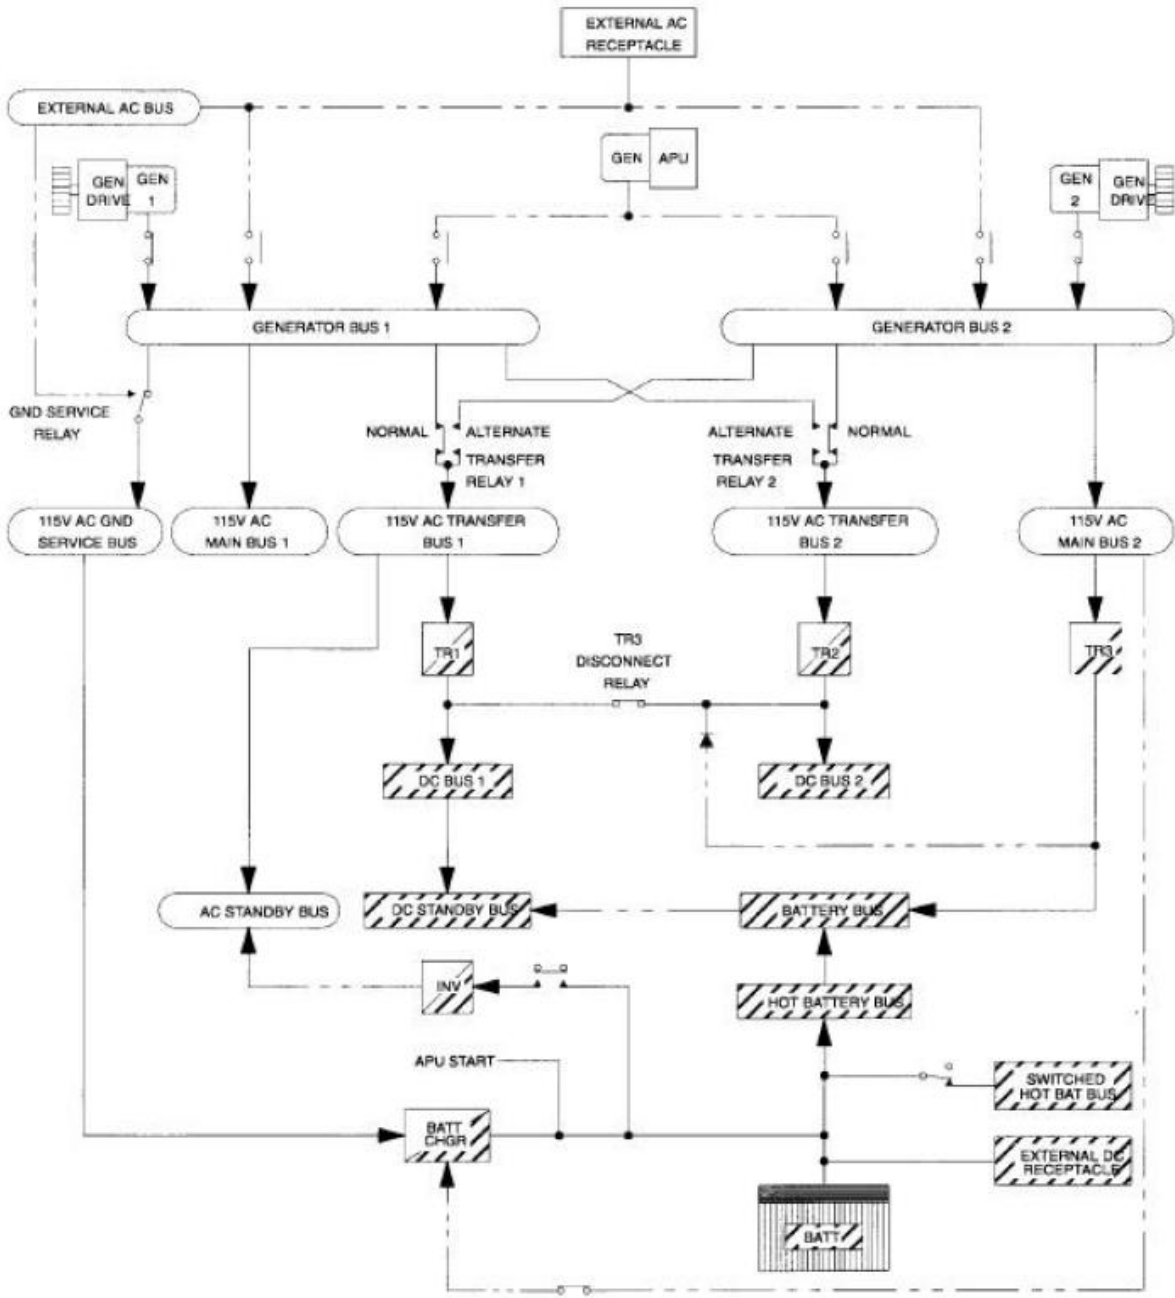 EXTERNAL AC
RECEPTACLE
EXTERNAL AC BUS
GEN
DRIVE
GEN
1
GEN
APU
GEN
2
GEN
DRIVE
GENERATOR BUS 1
GENERATOR BUS 2
GND SERVICE
RELAY
NORMAL
ALTERNATE
TRANSFER
RELAY 1
ALTERNATE
TRANSFER
RELAY 2
NORMAL
115V AC GND
SERVICE BUS
115V AC
MAIN BUS 1
115V AC TRANSFER
BUS 1
115V AC TRANSFER
BUS 2
115V AC
MAIN BUS 2
TR1
TR3
DISCONNECT
RELAY
TR2
TR3
DC BUS 1
DC BUS 2
AC STANDBY BUS
DC STANDBY BUS
BATTERY BUS
INV
HOT BATTERY BUS
APU START
SWITCHED
HOT BAT BUS
BATT
CHGR
EXTERNAL DC
RECEPTACLE
BATT